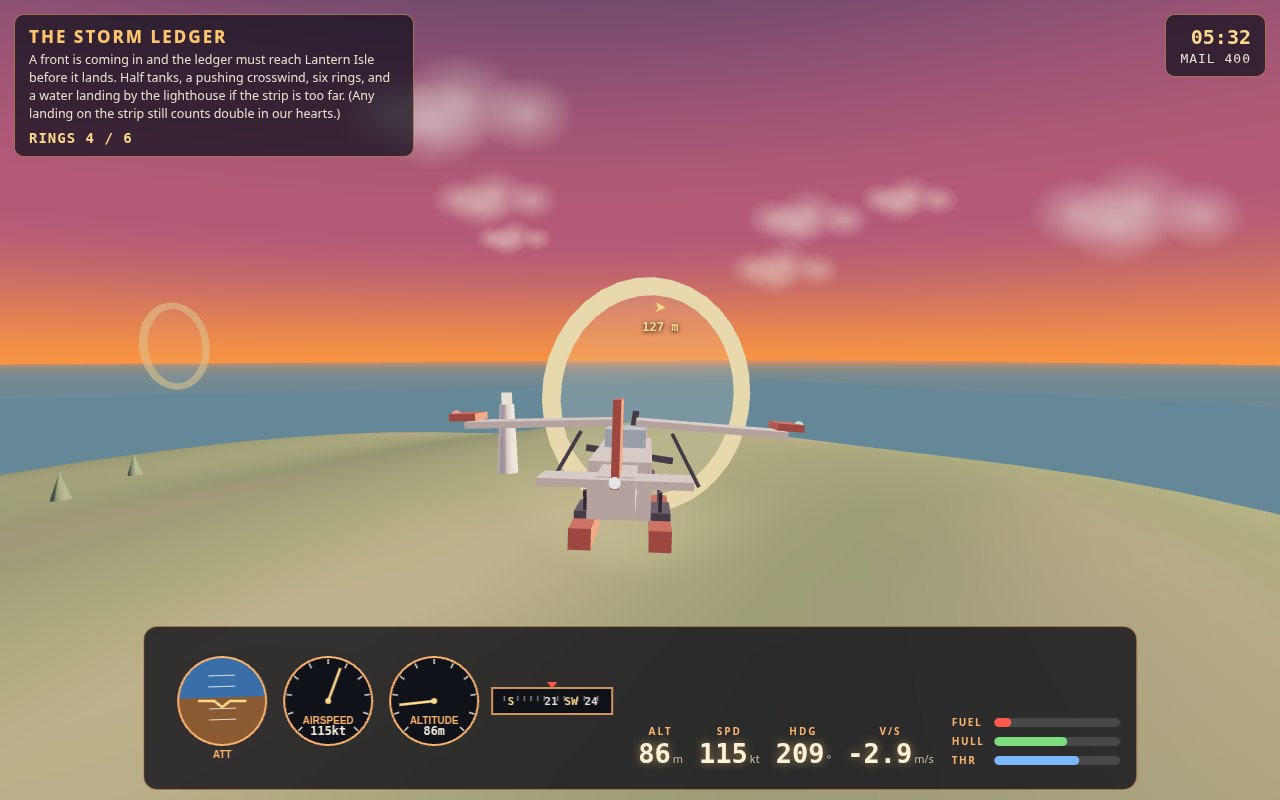 THE STORM LEDGER
A front is coming in and the ledger must reach Lantern Isle
before it lands. Half tanks, a pushing crosswind, six rings, and
a water landing by the lighthouse if the strip is too far. (Any
landing on the strip still counts double in our hearts.)
RINGS 4 / 6
05:32
MAIL 400
127 m
ATT
AIRSPEED
115kt
ALTITUDE
86m
S 21 SW 24
ALT
86 m
SPD
115 kt
HDG
209°
V/S
-2.9 m/s
FUEL
HULL
THR